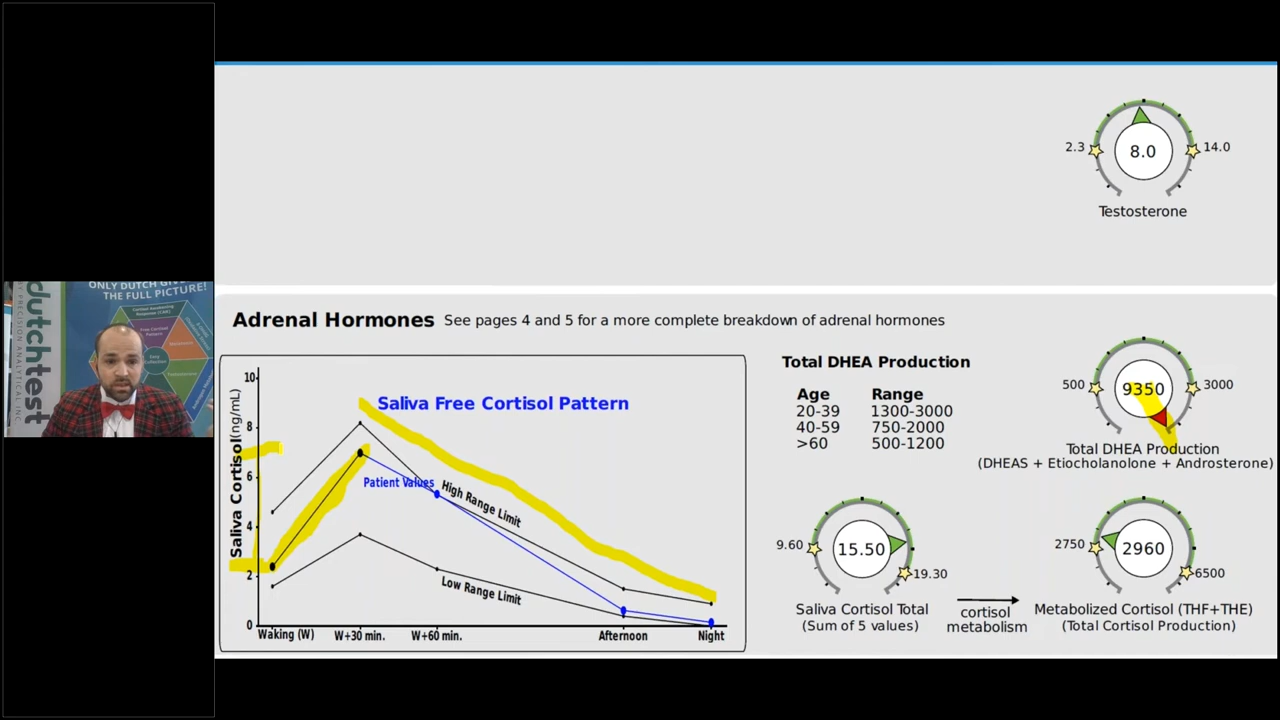 dutchtest
ONLY DUTCH
THE FULL PICTURE!
2.3
8.0
14.0
Testosterone
Adrenal Hormones See pages 4 and 5 for a more complete breakdown of adrenal hormones
Saliva Cortisol(ng/mL)
10
8
6
4
2
0
Saliva Free Cortisol Pattern
Patient Values
High Range Limit
Low Range Limit
Waking (W) W+30 min. W+60 min. Afternoon Night
Total DHEA Production
Age Range
20-39 1300-3000
40-59 750-2000
>60 500-1200
500
9350
3000
Total DHEA Production
(DHEAS + Etiocholanolone + Androsterone)
9.60
15.50
19.30
Saliva Cortisol Total
(Sum of 5 values)
cortisol
metabolism
2750
2960
6500
Metabolized Cortisol (THF+THE)
(Total Cortisol Production)